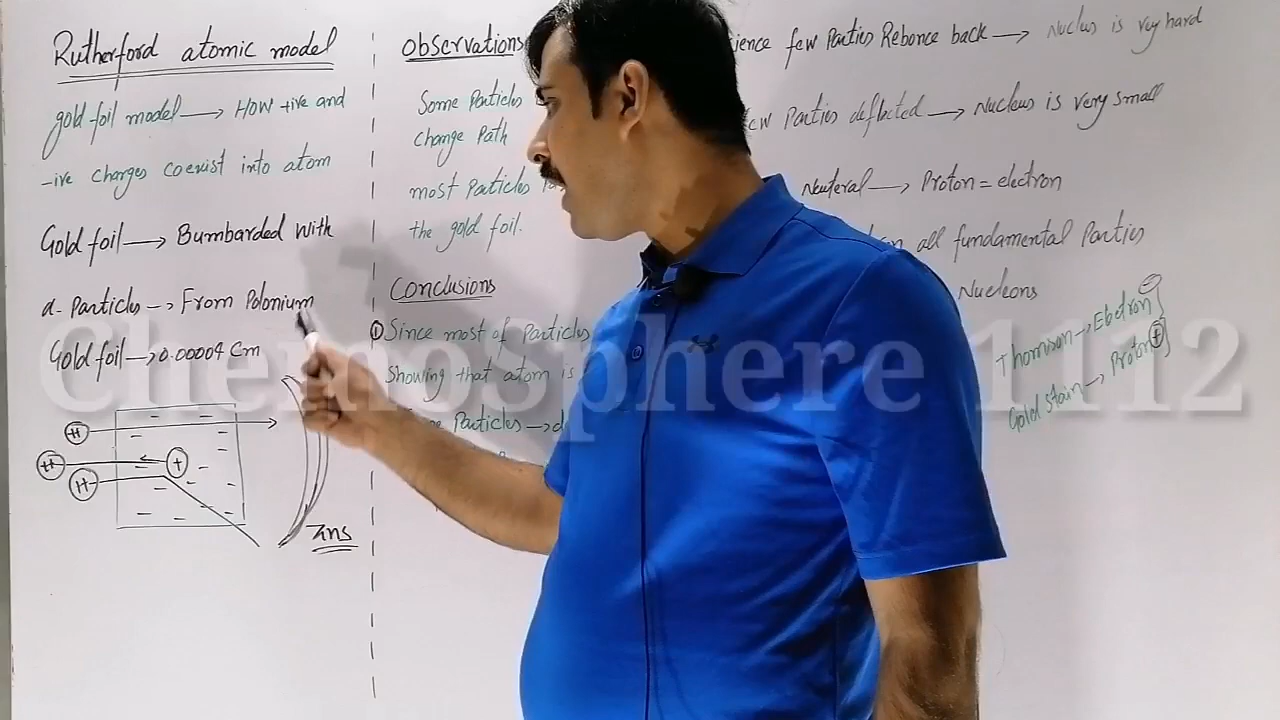 Rutherford atomic model
gold foil model → How +ive and
-ive charges coexist into atom
Gold foil → Bumbarded with
α- Particles → From Polonium
Gold foil → 0.00004 Cm
++
++
++
+
Zns
Observations
Some Particles
change Path
most Particles
the gold foil.
Conclusions
① Since most of Particles
Showing that atom is
Particles →
few Parties Rebonce back → Nucleus is very hard
Parties deflected → Nucleus is very small
Neuteral → Proton = electron
all fundamental Parties
Nucleons
Thomson → Electron -
Gold stain → Proton +
ChemoSphere 1112